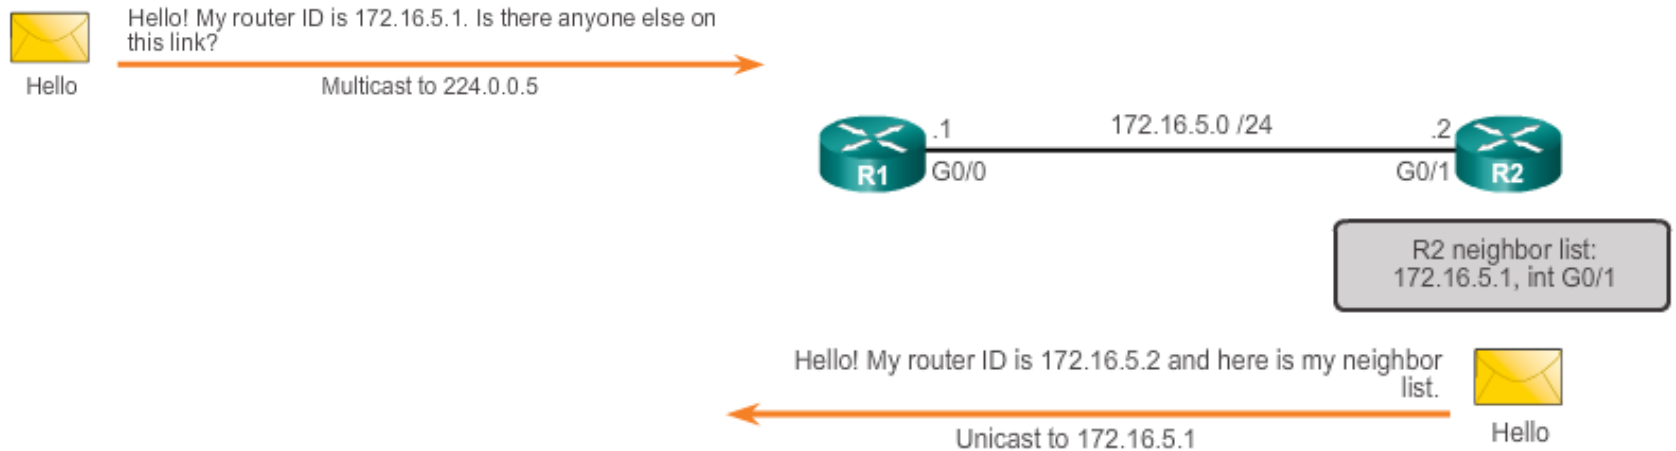 Hello! My router ID is 172.16.5.1. Is there anyone else on
this link?
Hello
Multicast to 224.0.0.5
.1
172.16.5.0 /24
.2
R1
G0/0
G0/1
R2
R2 neighbor list:
172.16.5.1, int G0/1
Hello! My router ID is 172.16.5.2 and here is my neighbor
list.
Unicast to 172.16.5.1
Hello